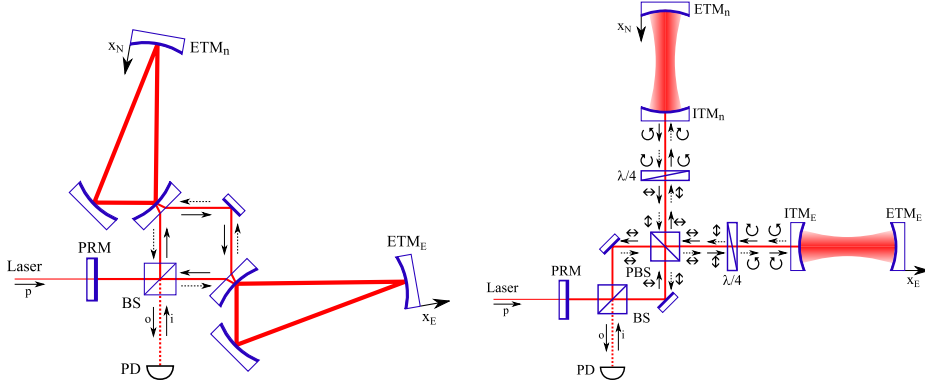 x_N
ETM_n
PRM
Laser
p
BS
o
i
PD
ETM_E
x_E
x_N
ETM_n
ITM_n
λ/4
ITM_E
ETM_E
PBS
λ/4
x_E
PRM
Laser
p
BS
o
i
PD